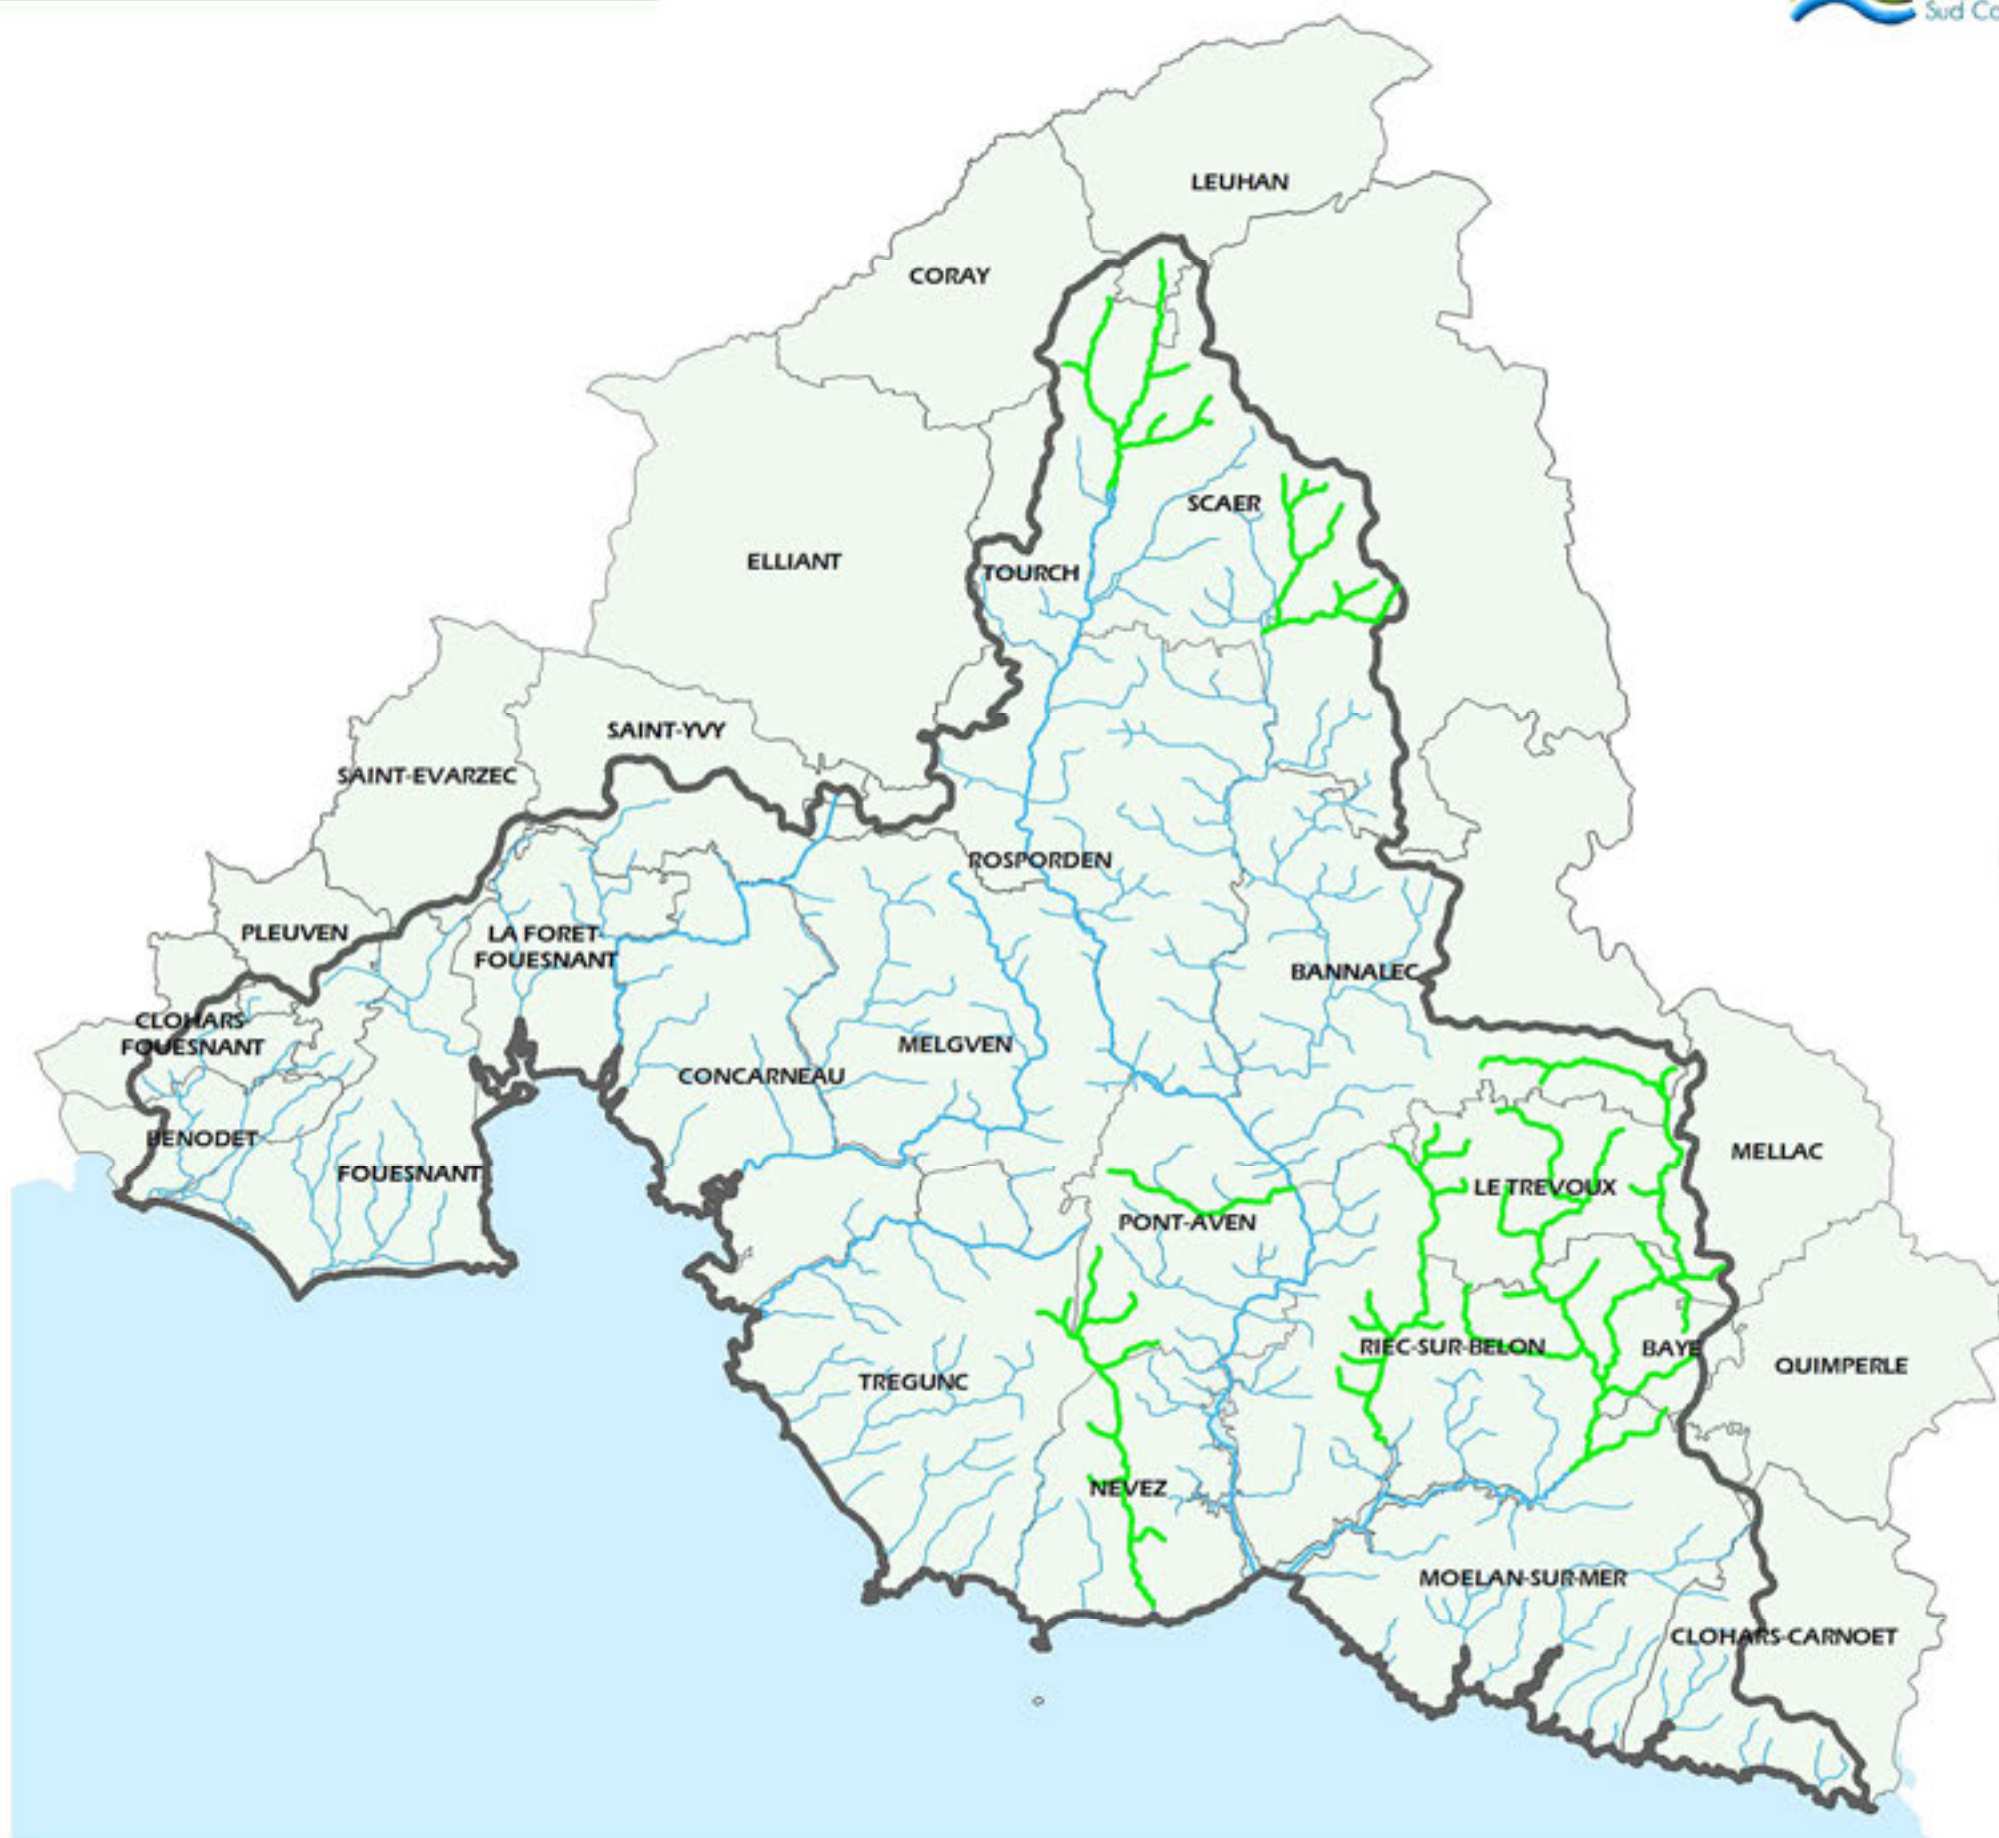 LEUHAN
CORAY
SCAER
ELLIANT
TOURCH
SAINT-YVY
SAINT-EVARZEC
ROSPORDEN
PLEUVEN
LA FORET-
FOUESNANT
BANNALEC
CLOHARS-
FOUESNANT
MELGVEN
CONCARNEAU
BENODET
MELLAC
FOUESNANT
LE TREVOUX
PONT-AVEN
RIEC-SUR-BELON
BAYE
QUIMPERLE
TREGUNC
NEVEZ
MOELAN-SUR-MER
CLOHARS-CARNOET